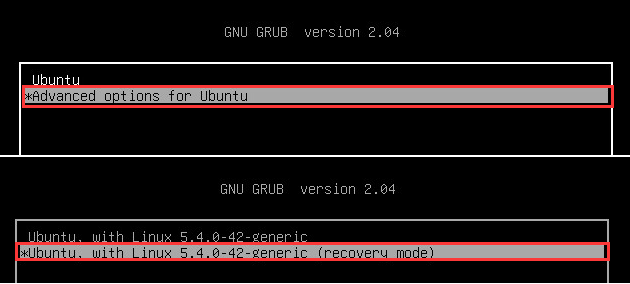 GNU GRUB  version 2.04
Ubuntu
*Advanced options for Ubuntu
GNU GRUB  version 2.04
Ubuntu, with Linux 5.4.0-42-generic
*Ubuntu, with Linux 5.4.0-42-generic (recovery mode)